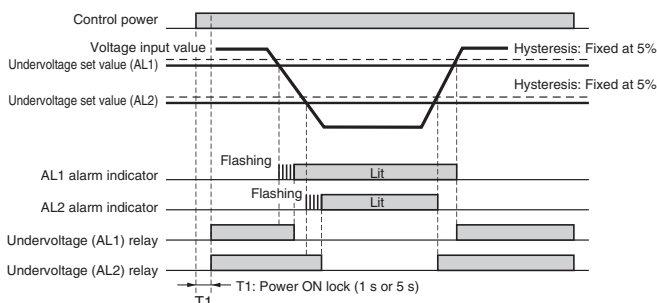 Control power
Voltage input value
Hysteresis: Fixed at 5%
Undervoltage set value (AL1)
Hysteresis: Fixed at 5%
Undervoltage set value (AL2)
Flashing
AL1 alarm indicator
Lit
Flashing
AL2 alarm indicator
Lit
Undervoltage (AL1) relay
Undervoltage (AL2) relay
T1: Power ON lock (1 s or 5 s)
T1